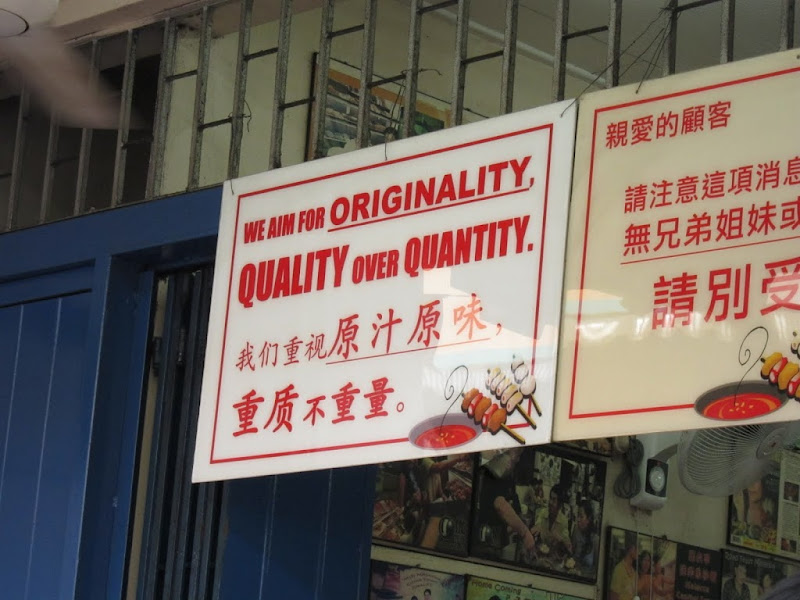 WE AIM FOR ORIGINALITY,
QUALITY OVER QUANTITY.
我们重视原汁原味，
重质不重量。
親愛的顧客
請注意這項消息
無兄弟姐妹或
請別受